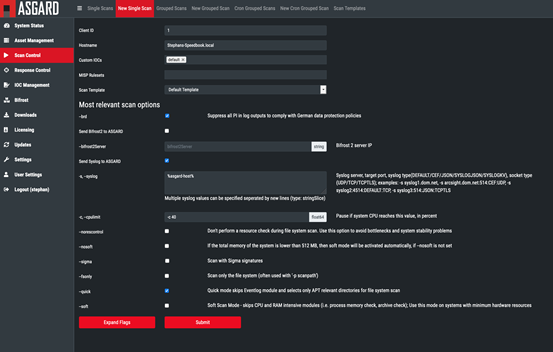 ASGARD
Single Scans New Single Scan Grouped Scans New Grouped Scan Cron Grouped Scans New Cron Grouped Scan Scan Templates
System Status
Asset Management
Scan Control
Response Control
IOC Management
Bifrost
Downloads
Licensing
Updates
Settings
User Settings
Logout (stephan)
Client ID 1
Hostname Stephans-Speedbook.local
Custom IOCs default ×
MISP Rulesets
Scan Template Default Template
Most relevant scan options
--brd Suppress all PI in log outputs to comply with German data protection policies
Send Bifrost2 to ASGARD
--bifrost2Server bifrost2Server string Bifrost 2 server IP
Send Syslog to ASGARD
-s, --syslog %asgard-host% Syslog server, target port, syslog type(DEFAULT/CEF/JSON/SYSLOGJSON/SYSLOGKV), socket type
(UDP/TCP/TCPTLS); examples: -s syslog1.dom.net, -s arcsight.dom.net:514:CEF:UDP, -s
syslog2:4514:DEFAULT:TCP, -s syslog3:514:JSON:TCPTLS
Multiple syslog values can be specified seperated by new lines (type: stringSlice)
-c, --cpulimit -c 40 float64 Pause if system CPU reaches this value, in percent
--norescontrol Don't perform a resource check during file system scan. Use this option to avoid bottlenecks and system stability problems
--nosoft If the total memory of the system is lower than 512 MB, then soft mode will be activated automatically, if --nosoft is not set
--sigma Scan with Sigma signatures
--fsonly Scan only the file system (often used with '-p scanpath')
--quick Quick mode skips Eventlog module and selects only APT relevant directories for file system scan
--soft Soft Scan Mode - skips CPU and RAM intensive modules (i.e. process memory check, archive check); Use this mode on systems with minimum hardware resources
Expand Flags Submit